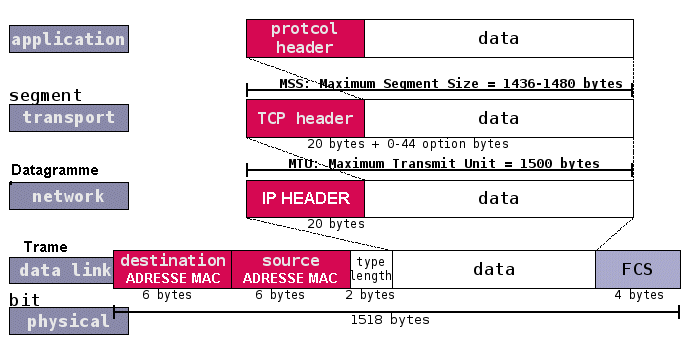 application
protcol
header
data
MSS: Maximum Segment Size = 1436-1480 bytes
segment
transport
TCP header
data
20 bytes + 0-44 option bytes
MTU: Maximum Transmit Unit = 1500 bytes
Datagramme
network
IP HEADER
data
20 bytes
Trame
data link
destination
ADRESSE MAC
source
ADRESSE MAC
type
length
data
FCS
6 bytes
6 bytes
2 bytes
4 bytes
bit
physical
1518 bytes